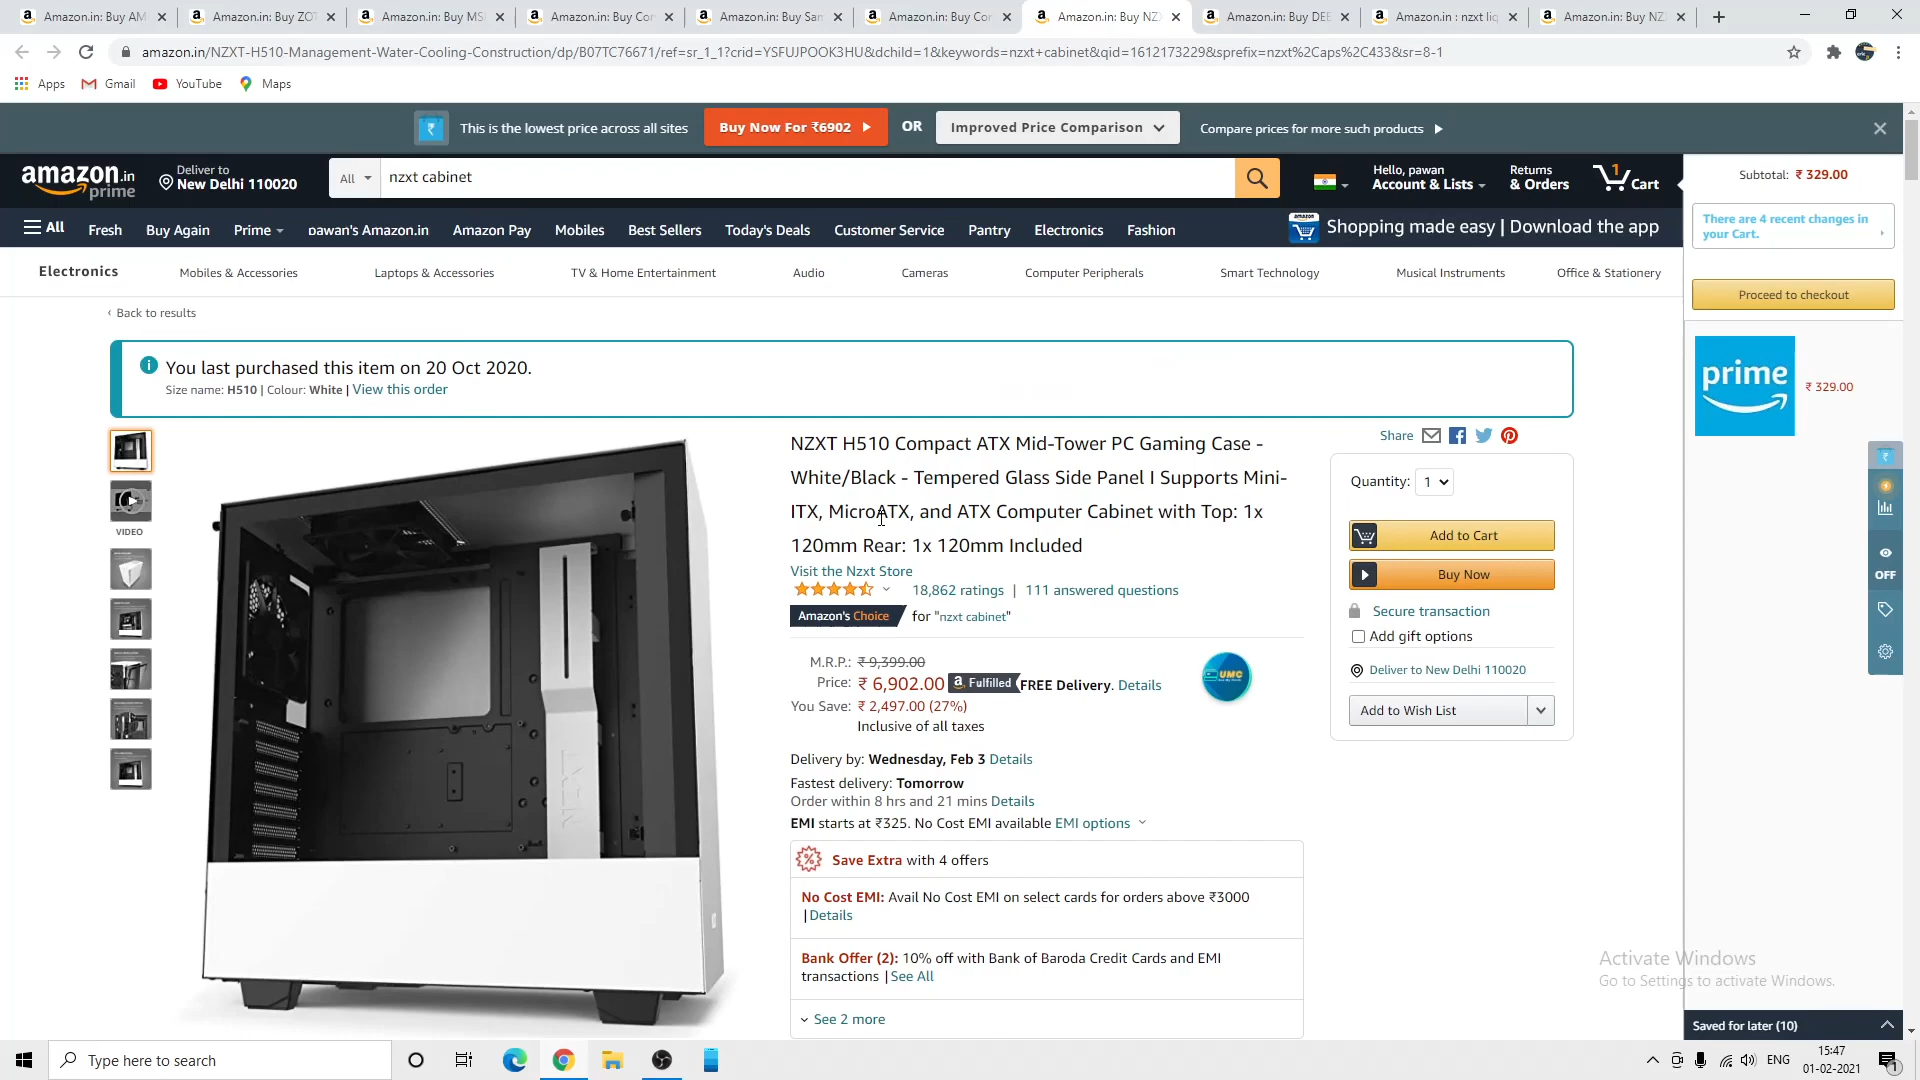 Amazon.in: Buy AM
Amazon.in: Buy ZOT
Amazon.in: Buy MSI
Amazon.in: Buy Cor
Amazon.in: Buy San
Amazon.in: Buy Cor
Amazon.in: Buy NZX
Amazon.in: Buy DEE
Amazon.in : nzxt liq
Amazon.in: Buy NZ
amazon.in/NZXT-H510-Management-Water-Cooling-Construction/dp/B07TC76671/ref=sr_1_1?crid=YSFUJPOOK3HU&dchild=1&keywords=nzxt+cabinet&qid=1612173229&sprefix=nzxt%2Caps%2C433&sr=8-1
Apps Gmail YouTube Maps
This is the lowest price across all sites Buy Now For ₹6902 OR Improved Price Comparison Compare prices for more such products
amazon.in prime
Deliver to
New Delhi 110020
All nzxt cabinet
Hello, pawan
Account & Lists
Returns
& Orders
1 Cart
Subtotal: ₹ 329.00
There are 4 recent changes in
your Cart.
Proceed to checkout
prime
₹ 329.00
All Fresh Buy Again Prime pawan's Amazon.in Amazon Pay Mobiles Best Sellers Today's Deals Customer Service Pantry Electronics Fashion
Shopping made easy | Download the app
Electronics Mobiles & Accessories Laptops & Accessories TV & Home Entertainment Audio Cameras Computer Peripherals Smart Technology Musical Instruments Office & Stationery
‹ Back to results
You last purchased this item on 20 Oct 2020.
Size name: H510 | Colour: White | View this order
VIDEO
NZXT
NZXT H510 Compact ATX Mid-Tower PC Gaming Case -
White/Black - Tempered Glass Side Panel I Supports Mini-
ITX, MicroATX, and ATX Computer Cabinet with Top: 1x
120mm Rear: 1x 120mm Included
Visit the Nzxt Store
18,862 ratings | 111 answered questions
Amazon's Choice for "nzxt cabinet"
M.R.P.: ₹ 9,399.00
Price: ₹ 6,902.00 a Fulfilled FREE Delivery. Details
You Save: ₹ 2,497.00 (27%)
Inclusive of all taxes
UMC
Delivery by: Wednesday, Feb 3 Details
Fastest delivery: Tomorrow
Order within 8 hrs and 21 mins Details
EMI starts at ₹325. No Cost EMI available EMI options
Save Extra with 4 offers
No Cost EMI: Avail No Cost EMI on select cards for orders above ₹3000
|Details
Bank Offer (2): 10% off with Bank of Baroda Credit Cards and EMI
transactions |See All
See 2 more
Share
Quantity: 1
Add to Cart
Buy Now
Secure transaction
Add gift options
Deliver to New Delhi 110020
Add to Wish List
OFF
Activate Windows
Go to Settings to activate Windows.
Saved for later (10)
Type here to search
ENG
15:47
01-02-2021
1